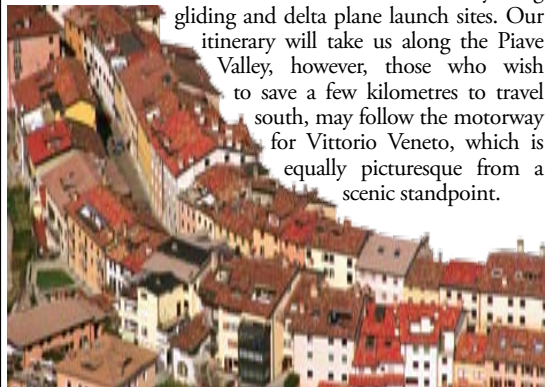 gliding and delta plane launch sites. Our
itinerary will take us along the Piave
Valley, however, those who wish
to save a few kilometres to travel
south, may follow the motorway
for Vittorio Veneto, which is
equally picturesque from a
scenic standpoint.